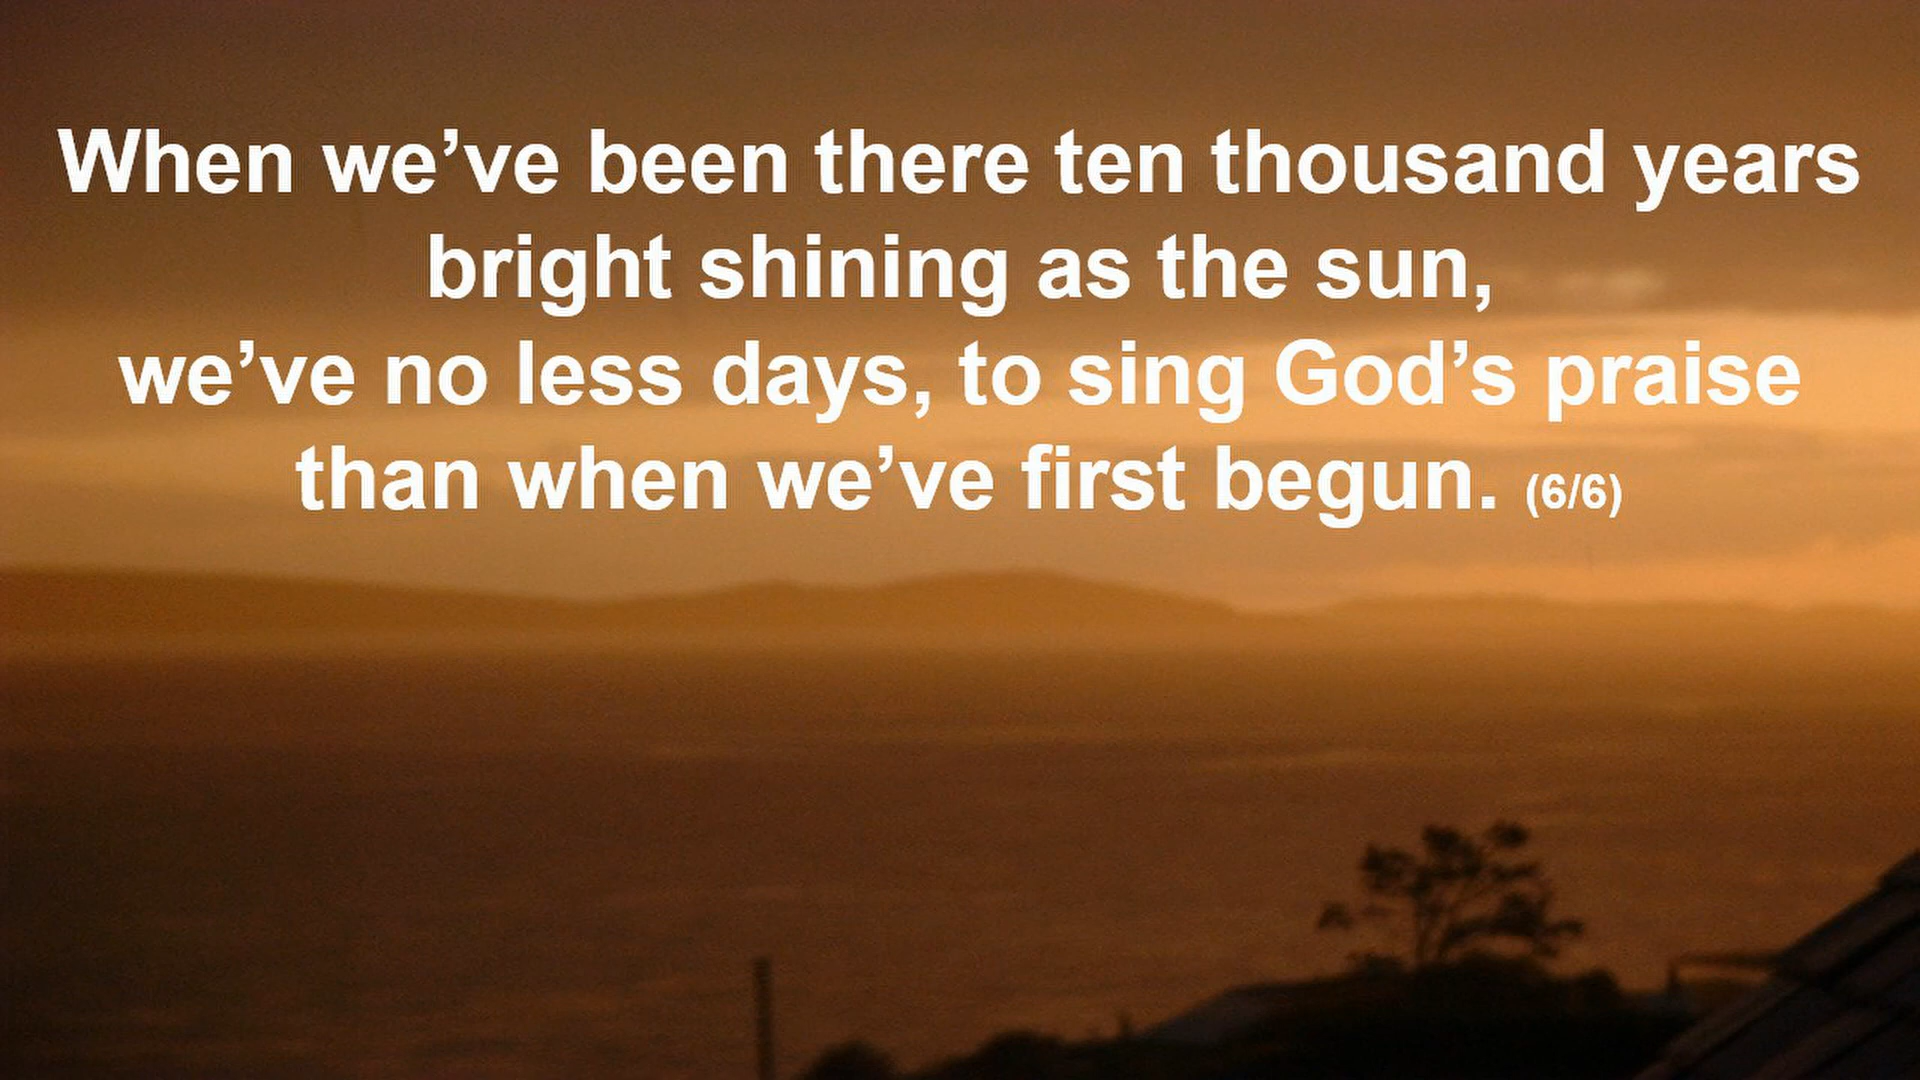 When we’ve been there ten thousand years
bright shining as the sun,
we’ve no less days, to sing God’s praise
than when we’ve first begun. (6/6)